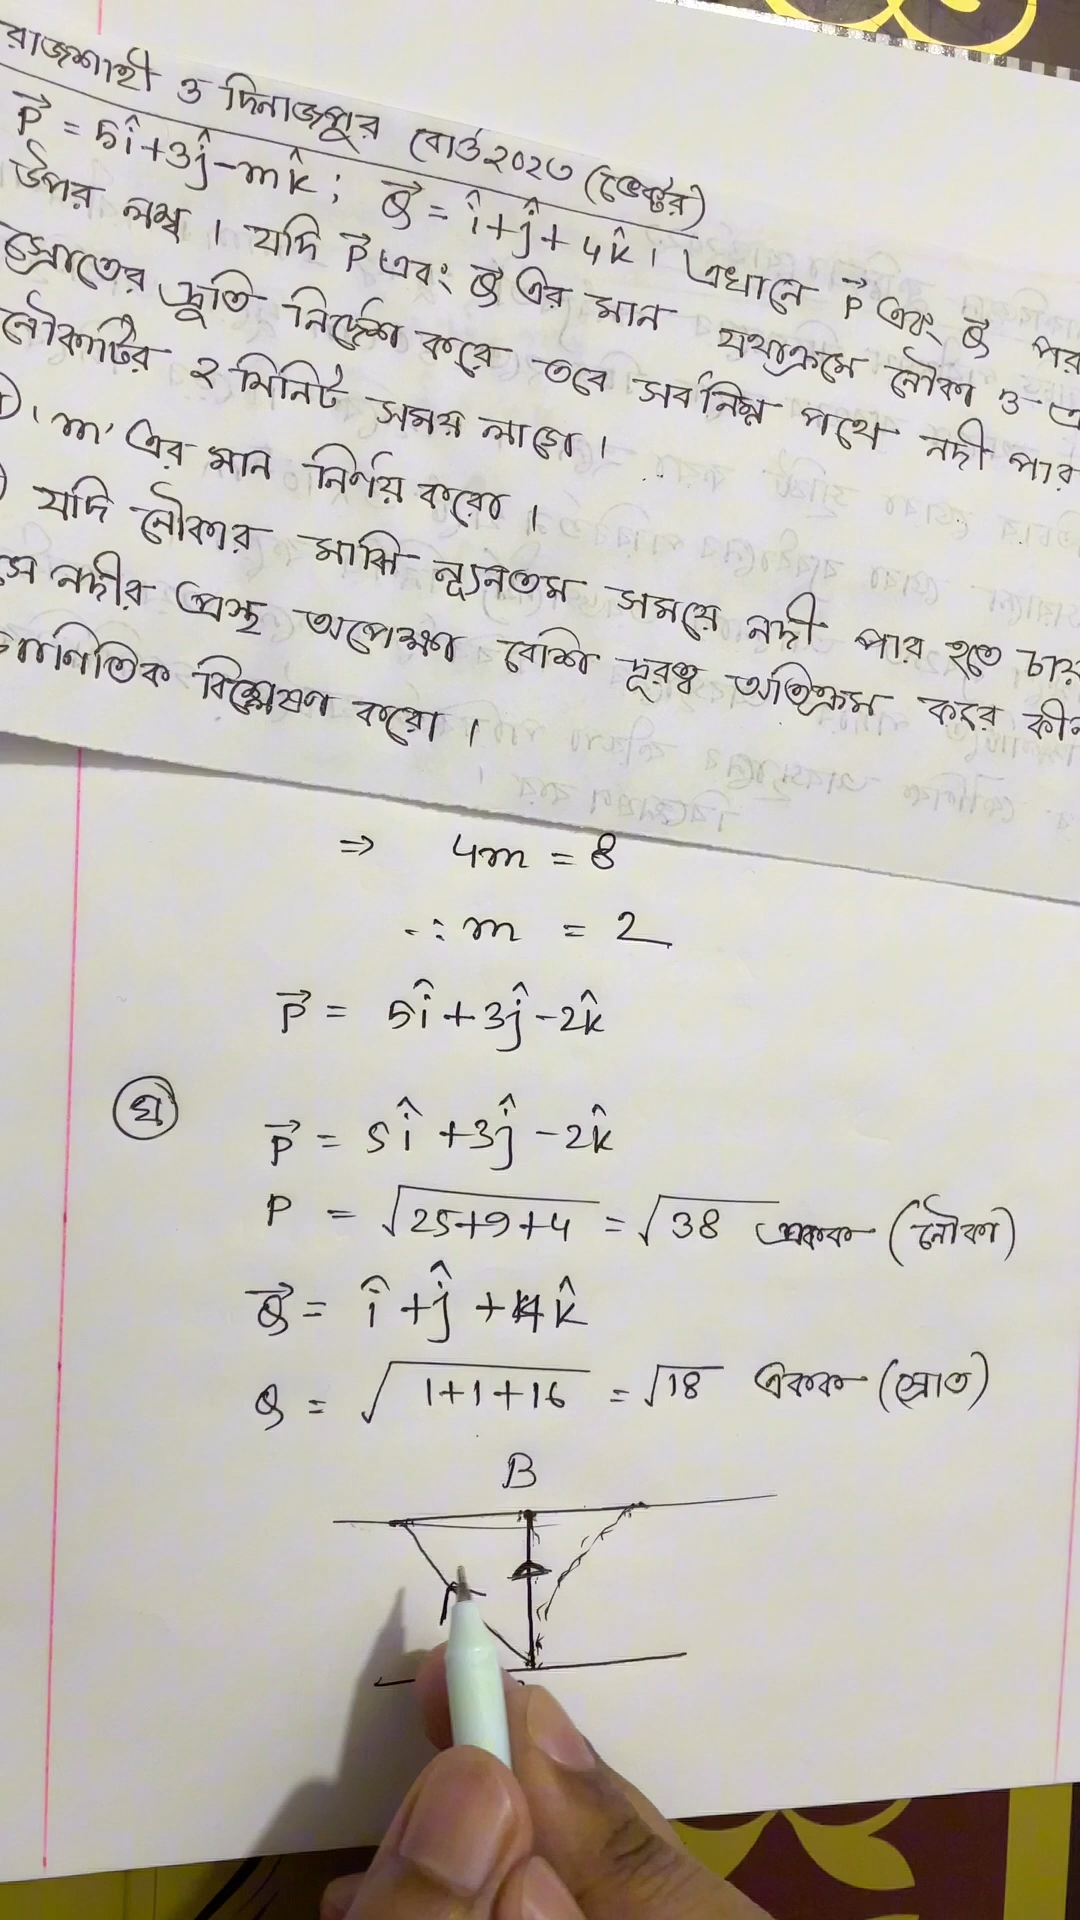 রাজশাহী ও দিনাজপুর বোর্ড ২০২৩ (ভেক্টর)
P⃗ = 5î+3ĵ-mk̂ ; Q⃗ = î+ĵ+4k̂ । এখানে P⃗ এবং Q⃗ পর
উপর লম্ব । যদি P⃗ এবং Q⃗ এর মান যথাক্রমে নৌকা ও
স্রোতের দ্রুতি নির্দেশ করে তবে সর্বনিম্ন পথে নদী পার
নৌকাটির ২ মিনিট সময় লাগে ।
'm' এর মান নির্ণয় করো ।
যদি নৌকার মাঝি ন্যূনতম সময়ে নদী পার হতে চায়
নদীর প্রস্থ অপেক্ষা বেশি দূরত্ব অতিক্রম করবে কীনা
গাণিতিক বিশ্লেষণ করো ।
⇒ 4m = 8
∴ m = 2
P⃗ = 5î+3ĵ-2k̂
ঘ
P⃗ = 5î+3ĵ-2k̂
P = √25+9+4 = √38 একক (নৌকা)
Q⃗ = î+ĵ+4k̂
Q = √1+1+16 = √18 একক (স্রোত)
B